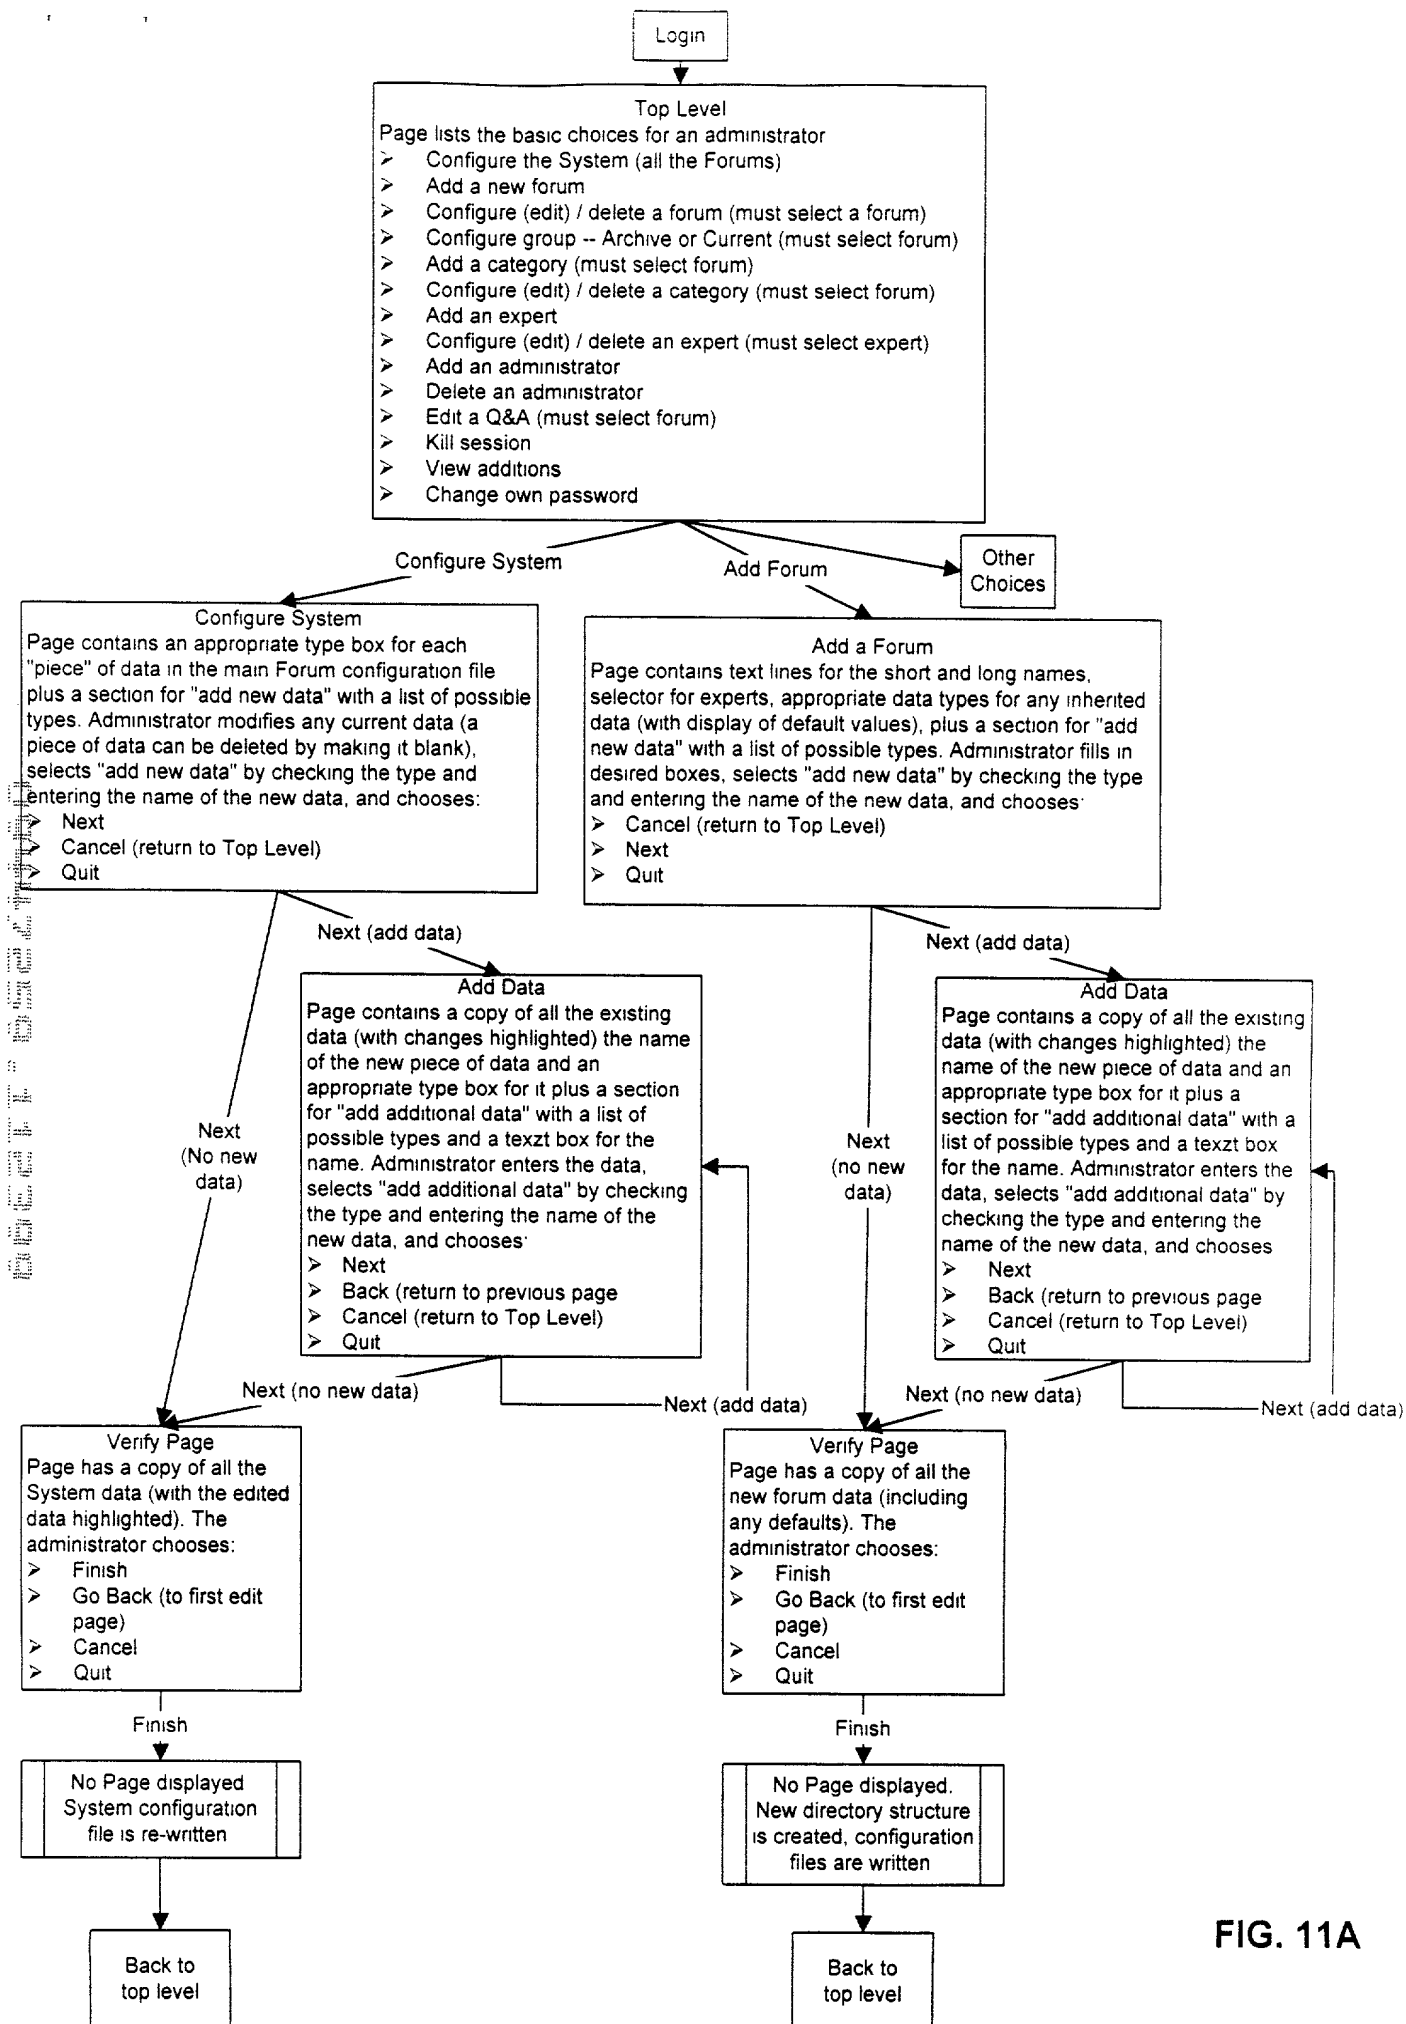 Login
Top Level
Page lists the basic choices for an administrator
➢ Configure the System (all the Forums)
➢ Add a new forum
➢ Configure (edit) / delete a forum (must select a forum)
➢ Configure group -- Archive or Current (must select forum)
➢ Add a category (must select forum)
➢ Configure (edit) / delete a category (must select forum)
➢ Add an expert
➢ Configure (edit) / delete an expert (must select expert)
➢ Add an administrator
➢ Delete an administrator
➢ Edit a Q&A (must select forum)
➢ Kill session
➢ View additions
➢ Change own password
Configure System
Add Forum
Other
Choices
Configure System
Page contains an appropriate type box for each
"piece" of data in the main Forum configuration file
plus a section for "add new data" with a list of possible
types. Administrator modifies any current data (a
piece of data can be deleted by making it blank),
selects "add new data" by checking the type and
entering the name of the new data, and chooses:
➢ Next
➢ Cancel (return to Top Level)
➢ Quit
Add a Forum
Page contains text lines for the short and long names,
selector for experts, appropriate data types for any inherited
data (with display of default values), plus a section for "add
new data" with a list of possible types. Administrator fills in
desired boxes, selects "add new data" by checking the type
and entering the name of the new data, and chooses:
➢ Cancel (return to Top Level)
➢ Next
➢ Quit
Next (add data)
Next (add data)
Add Data
Page contains a copy of all the existing
data (with changes highlighted) the name
of the new piece of data and an
appropriate type box for it plus a section
for "add additional data" with a list of
possible types and a texzt box for the
name. Administrator enters the data,
selects "add additional data" by checking
the type and entering the name of the
new data, and chooses:
➢ Next
➢ Back (return to previous page
➢ Cancel (return to Top Level)
➢ Quit
Add Data
Page contains a copy of all the existing
data (with changes highlighted) the
name of the new piece of data and an
appropriate type box for it plus a
section for "add additional data" with a
list of possible types and a texzt box
for the name. Administrator enters the
data, selects "add additional data" by
checking the type and entering the
name of the new data, and chooses
➢ Next
➢ Back (return to previous page
➢ Cancel (return to Top Level)
➢ Quit
Next
(No new
data)
Next
(no new
data)
Next (no new data)
Next (add data)
Next (no new data)
Next (add data)
Verify Page
Page has a copy of all the
System data (with the edited
data highlighted). The
administrator chooses:
➢ Finish
➢ Go Back (to first edit
page)
➢ Cancel
➢ Quit
Verify Page
Page has a copy of all the
new forum data (including
any defaults). The
administrator chooses:
➢ Finish
➢ Go Back (to first edit
page)
➢ Cancel
➢ Quit
Finish
Finish
No Page displayed
System configuration
file is re-written
No Page displayed.
New directory structure
is created, configuration
files are written
Back to
top level
Back to
top level
FIG. 11A